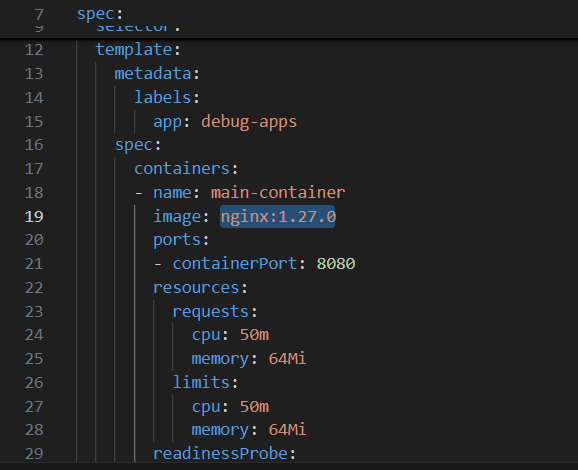 7 spec:
9 selector:
12 template:
13 metadata:
14 labels:
15 app: debug-apps
16 spec:
17 containers:
18 - name: main-container
19 image: nginx:1.27.0
20 ports:
21 - containerPort: 8080
22 resources:
23 requests:
24 cpu: 50m
25 memory: 64Mi
26 limits:
27 cpu: 50m
28 memory: 64Mi
29 readinessProbe: